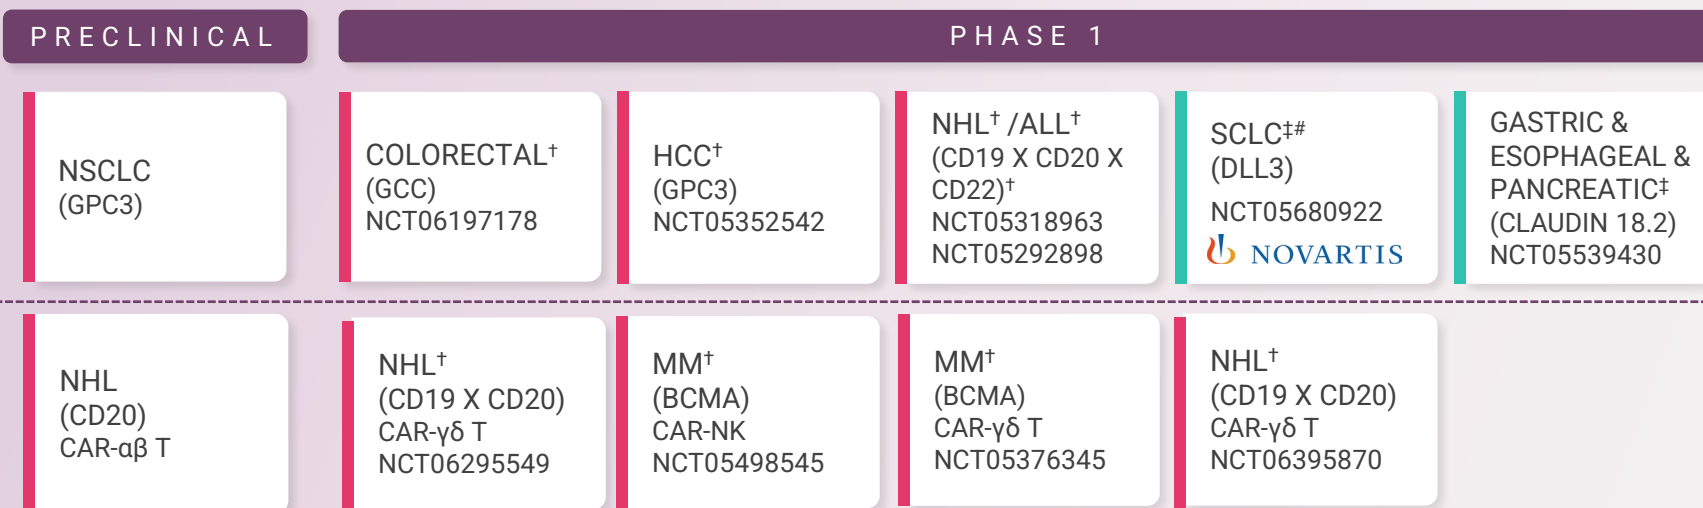 PRECLINICAL
PHASE 1
NSCLC
(GPC3)
COLORECTAL†
(GCC)
NCT06197178
HCC†
(GPC3)
NCT05352542
NHL† /ALL†
(CD19 X CD20 X
CD22)†
NCT05318963
NCT05292898
SCLC‡#
(DLL3)
NCT05680922
NOVARTIS
GASTRIC &
ESOPHAGEAL &
PANCREATIC‡
(CLAUDIN 18.2)
NCT05539430
NHL
(CD20)
CAR-αβ T
NHL†
(CD19 X CD20)
CAR-γδ T
NCT06295549
MM†
(BCMA)
CAR-NK
NCT05498545
MM†
(BCMA)
CAR-γδ T
NCT05376345
NHL†
(CD19 X CD20)
CAR-γδ T
NCT06395870